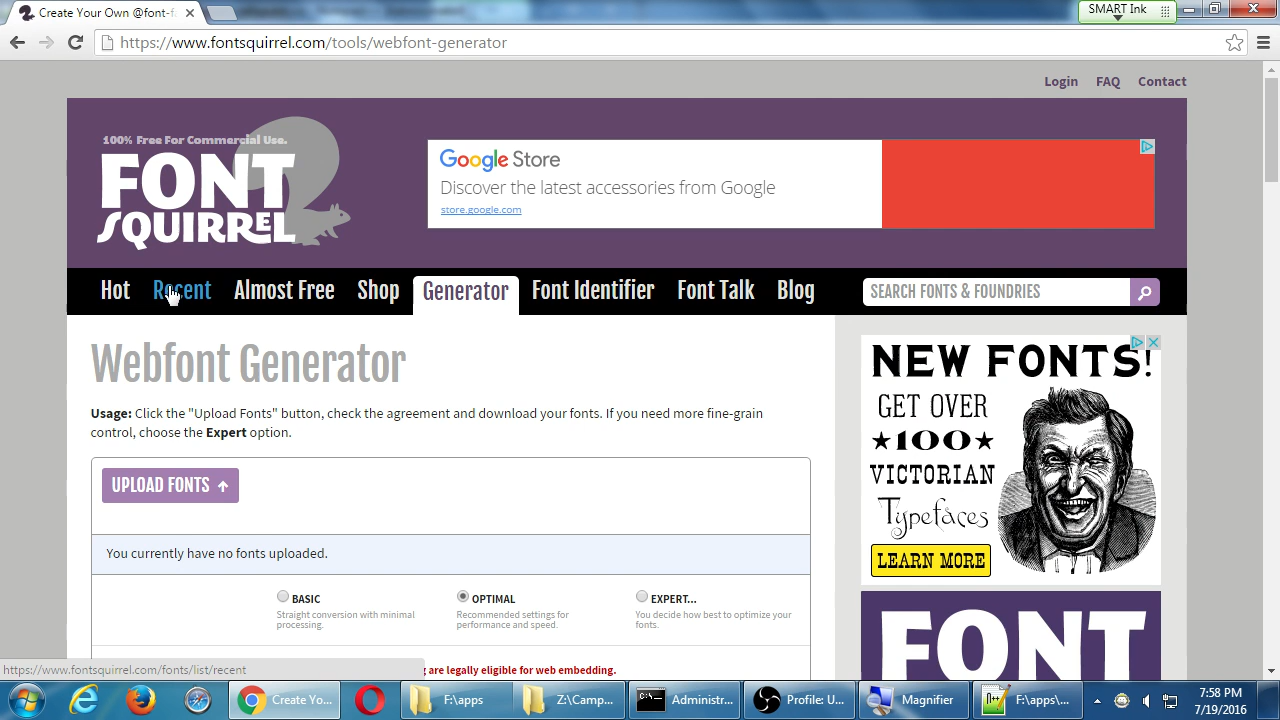 Create Your Own @font-f
SMART Ink
https://www.fontsquirrel.com/tools/webfont-generator
Login FAQ Contact
100% Free For Commercial Use.
FONT
SQUIRREL
Google Store
Discover the latest accessories from Google
store.google.com
Hot Recent Almost Free Shop Generator Font Identifier Font Talk Blog
SEARCH FONTS & FOUNDRIES
Webfont Generator
Usage: Click the "Upload Fonts" button, check the agreement and download your fonts. If you need more fine-grain
control, choose the Expert option.
UPLOAD FONTS
You currently have no fonts uploaded.
BASIC
Straight conversion with minimal
processing.
OPTIMAL
Recommended settings for
performance and speed.
EXPERT...
You decide how best to optimize your
fonts.
g are legally eligible for web embedding.
NEW FONTS!
GET OVER
★100★
VICTORIAN
Typefaces
LEARN MORE
FONT
https://www.fontsquirrel.com/fonts/list/recent
Create Yo...
F:\apps
Z:\Camp...
Administr...
Profile: U...
Magnifier
F:\apps\...
7:58 PM
7/19/2016